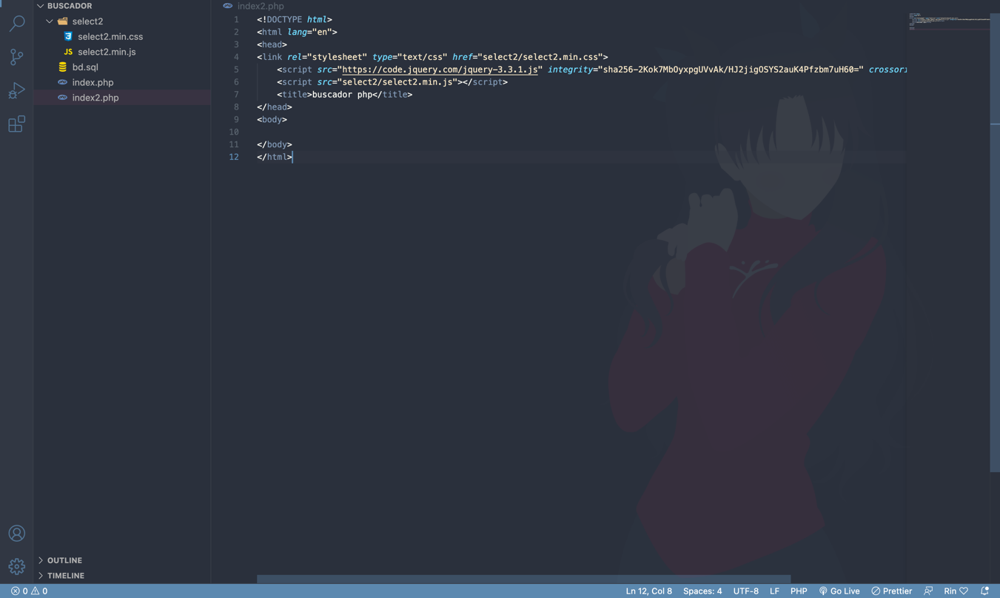 BUSCADOR
select2
select2.min.css
JS select2.min.js
bd.sql
index.php
index2.php
OUTLINE
TIMELINE
index2.php
1 <!DOCTYPE html>
2 <html lang="en">
3 <head>
4 <link rel="stylesheet" type="text/css" href="select2/select2.min.css">
5 <script src="https://code.jquery.com/jquery-3.3.1.js" integrity="sha256-2Kok7MbOyxpgUVvAk/HJ2jigOSYS2auK4Pfzbm7uH60=" crossori
6 <script src="select2/select2.min.js"></script>
7 <title>buscador php</title>
8 </head>
9 <body>
10
11 </body>
12 </html>
0 0 Ln 12, Col 8 Spaces: 4 UTF-8 LF PHP Go Live Prettier Rin ♡